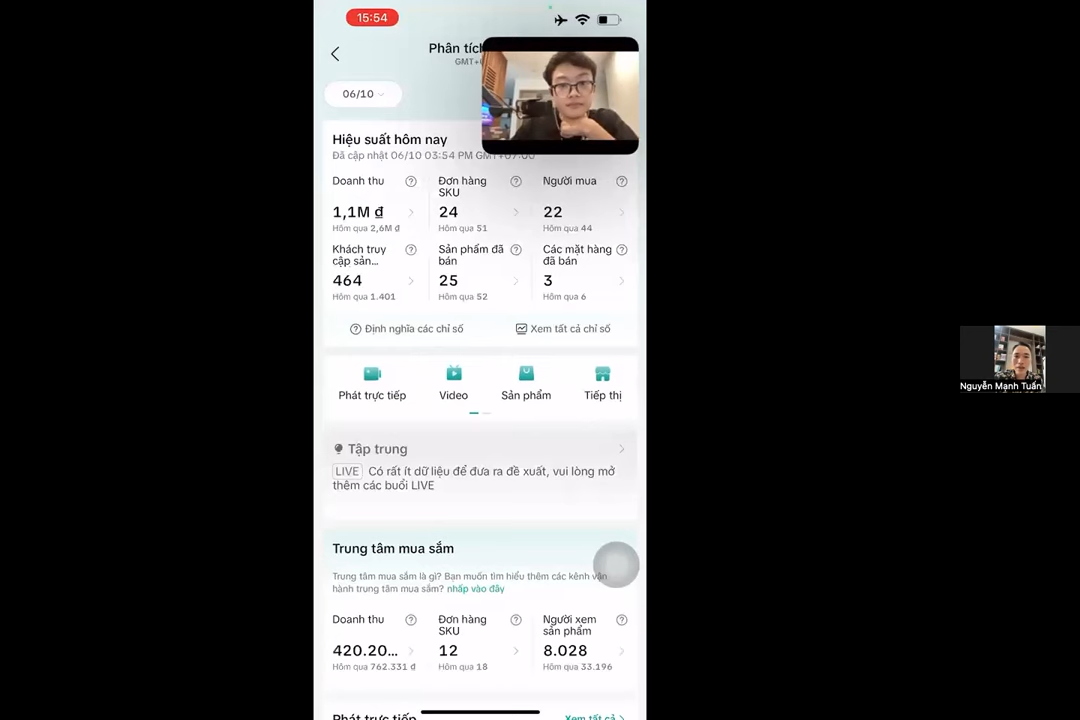 15:54
Phân tích
GMT+
06/10
Hiệu suất hôm nay
Đã cập nhật 06/10 03:54 PM GMT+07:00
Doanh thu
Đơn hàng SKU
Người mua
1,1M ₫
24
22
Hôm qua 2,6M ₫
Hôm qua 51
Hôm qua 44
Khách truy cập sản...
Sản phẩm đã bán
Các mặt hàng đã bán
464
25
3
Hôm qua 1.401
Hôm qua 52
Hôm qua 6
Định nghĩa các chỉ số
Xem tất cả chỉ số
Phát trực tiếp
Video
Sản phẩm
Tiếp thị
Tập trung
LIVE Có rất ít dữ liệu để đưa ra đề xuất, vui lòng mở
thêm các buổi LIVE
Trung tâm mua sắm
Trung tâm mua sắm là gì? Bạn muốn tìm hiểu thêm các kênh vận
hành trung tâm mua sắm? nhấp vào đây
Doanh thu
Đơn hàng SKU
Người xem sản phẩm
420.20...
12
8.028
Hôm qua 762.331 ₫
Hôm qua 18
Hôm qua 33.196
Phát trực tiếp
Xem tất cả
Nguyễn Mạnh Tuấn